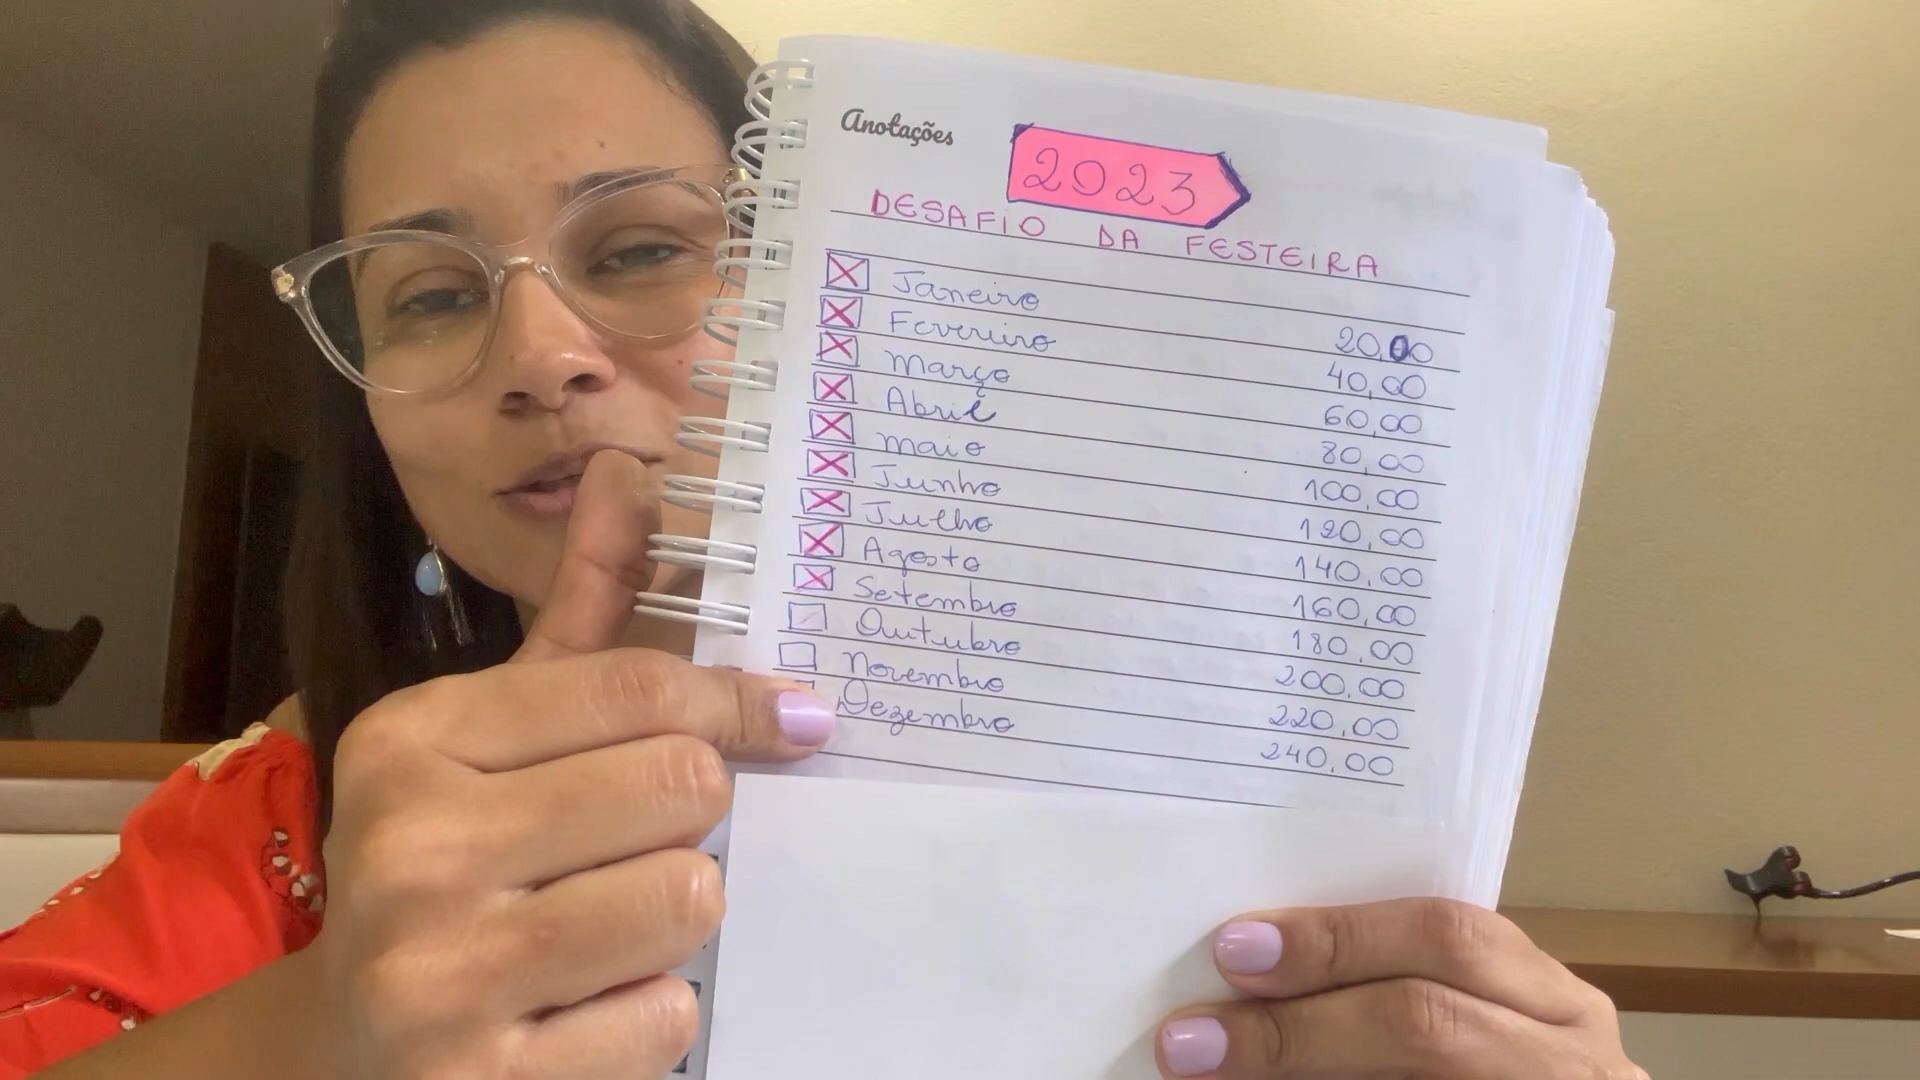 Anotações
2023
DESAFIO DA FESTEIRA
Janeiro 20,00
Fevereiro 40,00
Março 60,00
Abril 80,00
Maio 100,00
Junho 120,00
Julho 140,00
Agosto 160,00
Setembro 180,00
Outubro 200,00
Novembro 220,00
Dezembro 240,00